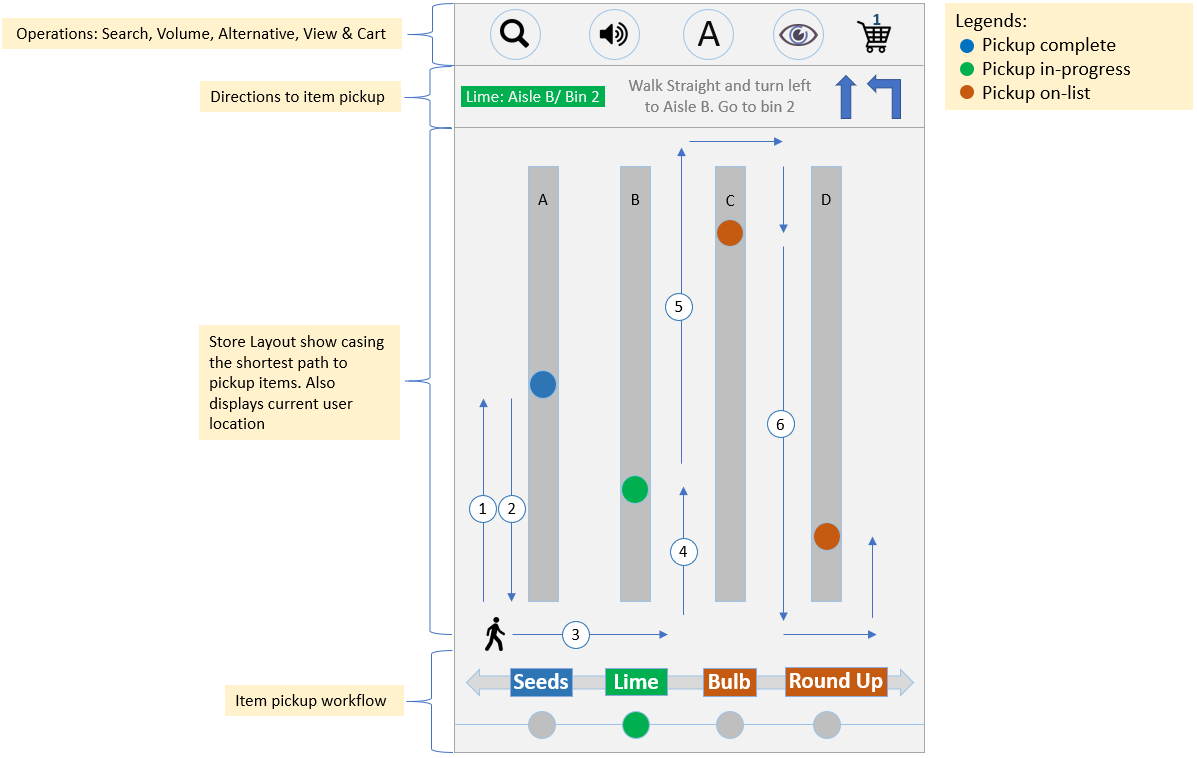 Operations: Search, Volume, Alternative, View & Cart
A
1
Legends:
Pickup complete
Pickup in-progress
Pickup on-list
Directions to item pickup
Lime: Aisle B/ Bin 2
Walk Straight and turn left
to Aisle B. Go to bin 2
A
B
C
D
Store Layout show casing
the shortest path to
pickup items. Also
displays current user
location
5
6
1
2
4
3
Item pickup workflow
Seeds
Lime
Bulb
Round Up